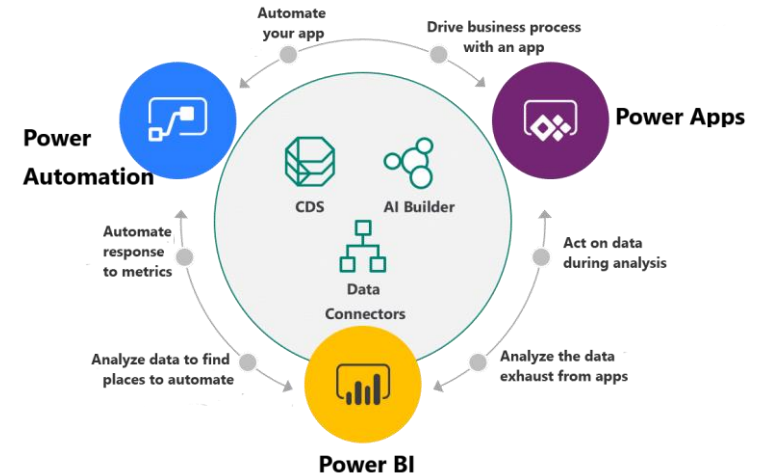 Automate
your app
Drive business process
with an app
Power Apps
Power
Automation
CDS
AI Builder
Data
Connectors
Automate
response
to metrics
Act on data
during analysis
Analyze data to find
places to automate
Analyze the data
exhaust from apps
Power BI